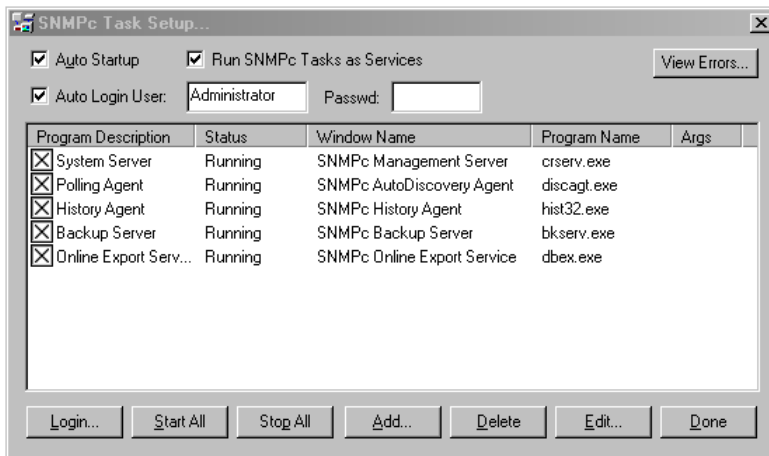 SNMPc Task Setup...
Auto Startup Run SNMPc Tasks as Services View Errors...
Auto Login User: Administrator Passwd:
Program Description Status Window Name Program Name Args
System Server Running SNMPc Management Server crserv.exe
Polling Agent Running SNMPc AutoDiscovery Agent discagt.exe
History Agent Running SNMPc History Agent hist32.exe
Backup Server Running SNMPc Backup Server bkserv.exe
Online Export Serv... Running SNMPc Online Export Service dbex.exe
Login... Start All Stop All Add... Delete Edit... Done